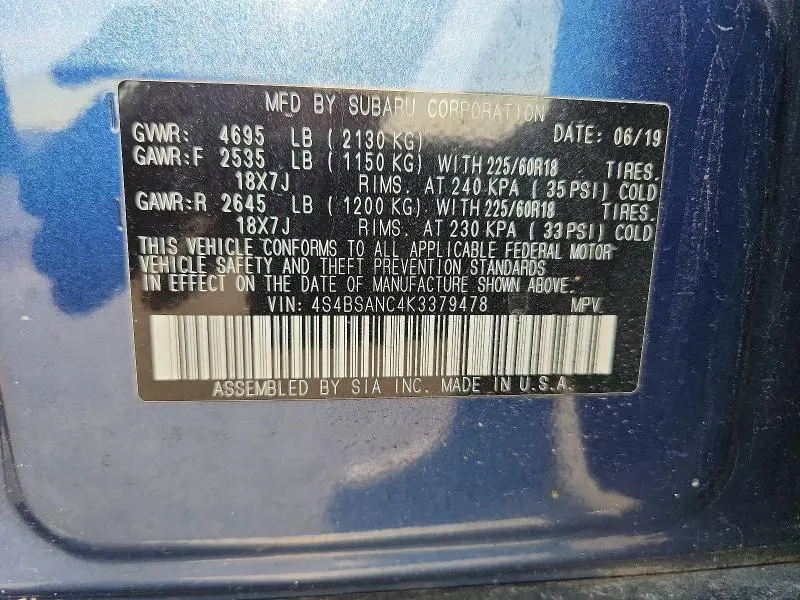 MFD BY SUBARU CORPORATION
GVWR: 4695 LB ( 2130 KG) DATE: 06/19
GAWR:F 2535 LB ( 1150 KG) WITH 225/60R18 TIRES.
18X7J RIMS. AT 240 KPA ( 35 PSI) COLD
GAWR:R 2645 LB ( 1200 KG) WITH 225/60R18 TIRES.
18X7J RIMS. AT 230 KPA ( 33 PSI) COLD
THIS VEHICLE CONFORMS TO ALL APPLICABLE FEDERAL MOTOR
VEHICLE SAFETY AND THEFT PREVENTION STANDARDS
IN EFFECT ON THE DATE OF MANUFACTURE SHOWN ABOVE.
VIN: 4S4BSANC4K3379478 MPV
ASSEMBLED BY SIA INC. MADE IN U.S.A.